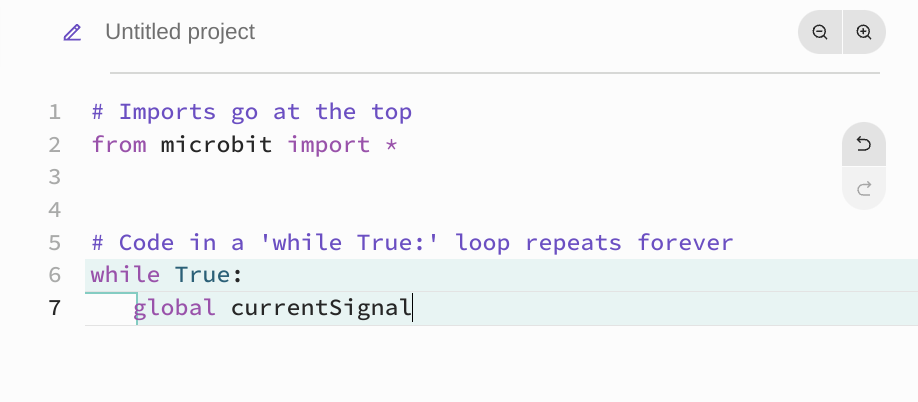 Untitled project
1 # Imports go at the top
2 from microbit import *
3
4
5 # Code in a 'while True:' loop repeats forever
6 while True:
7 global currentSignal